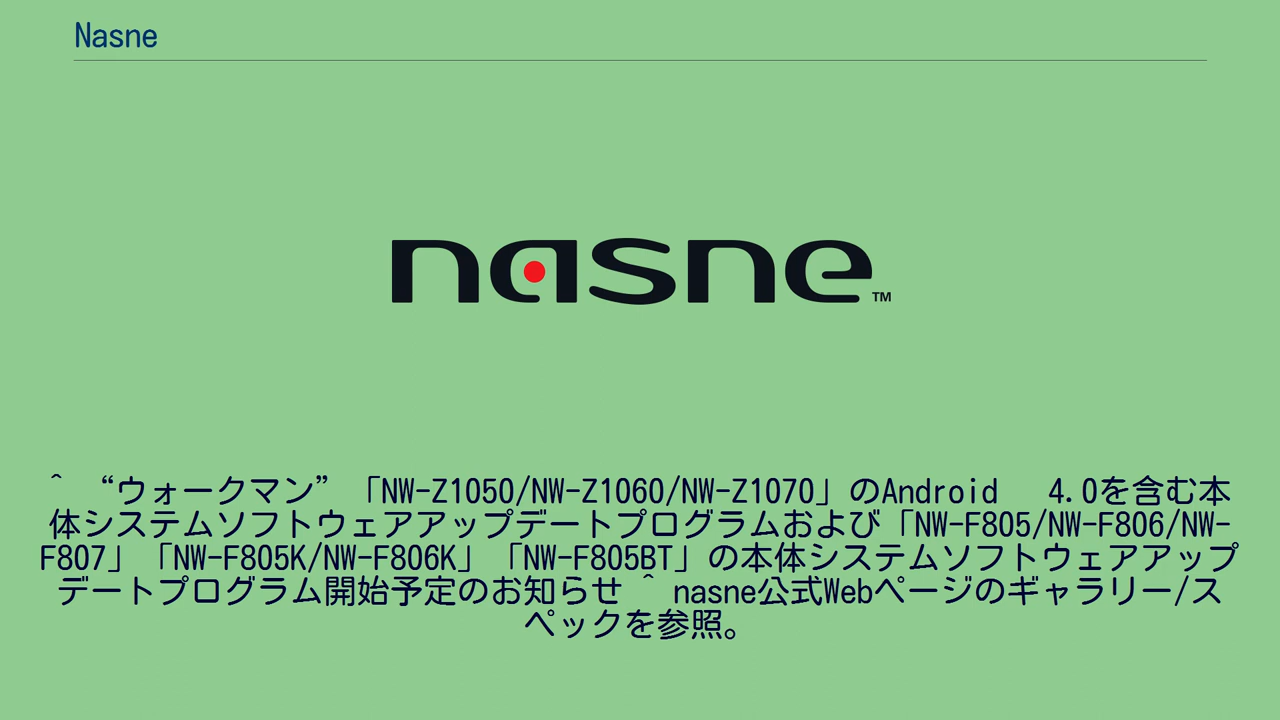 Nasne
nasne™
^ “ウォークマン” 「NW-Z1050/NW-Z1060/NW-Z1070」のAndroid 4.0を含む本
体システムソフトウェアアップデートプログラムおよび「NW-F805/NW-F806/NW-
F807」「NW-F805K/NW-F806K」「NW-F805BT」の本体システムソフトウェアアップ
デートプログラム開始予定のお知らせ ^ nasne公式Webページのギャラリー/ス
ペックを参照。